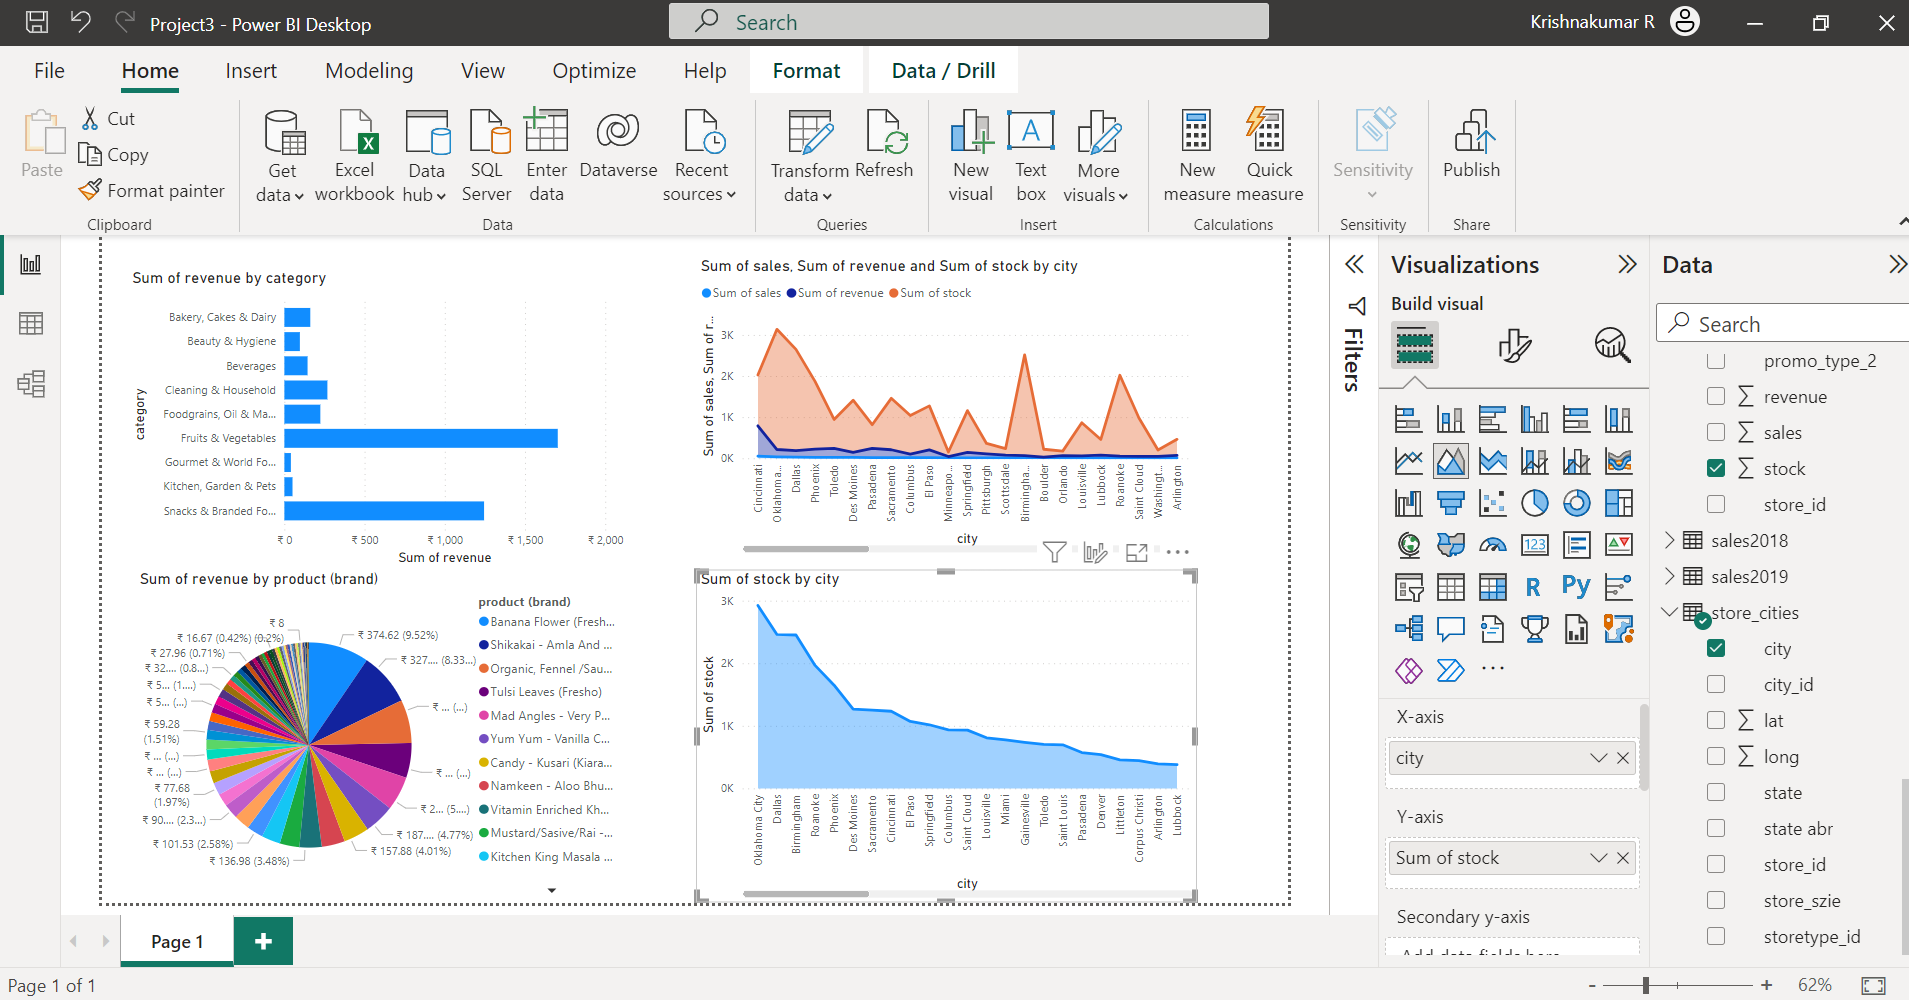 Project3 - Power BI Desktop
Search
Krishnakumar R
File Home Insert Modeling View Optimize Help Format Data / Drill
Paste
Cut
Copy
Format painter
Clipboard
Get data
Excel workbook
Data hub
SQL Server
Enter data
Dataverse
Recent sources
Data
Transform data
Refresh
Queries
New visual
Text box
More visuals
Insert
New measure
Quick measure
Calculations
Sensitivity
Sensitivity
Publish
Share
Sum of revenue by category
category
Bakery, Cakes & Dairy
Beauty & Hygiene
Beverages
Cleaning & Household
Foodgrains, Oil & Ma...
Fruits & Vegetables
Gourmet & World Fo...
Kitchen, Garden & Pets
Snacks & Branded Fo...
₹ 0 ₹ 500 ₹ 1,000 ₹ 1,500 ₹ 2,000
Sum of revenue
Sum of sales, Sum of revenue and Sum of stock by city
Sum of sales Sum of revenue Sum of stock
Sum of sales, Sum of r...
3K
2K
1K
0K
Cincinnati
Oklahoma...
Dallas
Phoenix
Toledo
Des Moines
Pasadena
Sacramento
Columbus
El Paso
Minneapo...
Springfield
Pittsburgh
Scottsdale
Birmingha...
Boulder
Orlando
Louisville
Lubbock
Roanoke
Saint Cloud
Washingt...
Arlington
city
Sum of revenue by product (brand)
₹ 8
₹ 16.67 (0.42%)
(0.2%)
₹ 27.96 (0.71%)
₹ 32.... (0.8...)
₹ 5... (1....)
₹ 5... (...)
₹ 59.28 (1.51%)
₹ ... (...)
₹ ... (...)
₹ 77.68 (1.97%)
₹ 90.... (2.3...)
₹ 101.53 (2.58%)
₹ 136.98 (3.48%)
₹ 374.62 (9.52%)
₹ 327.... (8.33...)
₹ ... (...)
₹ ... (...)
₹ 2... (5....)
₹ 187.... (4.77%)
₹ 157.88 (4.01%)
product (brand)
Banana Flower (Fresh...
Shikakai - Amla And ...
Organic, Fennel /Sau...
Tulsi Leaves (Fresho)
Mad Angles - Very P...
Yum Yum - Vanilla C...
Candy - Kusari (Kiara...
Namkeen - Aloo Bhu...
Vitamin Enriched Kh...
Mustard/Sasive/Rai -...
Kitchen King Masala ...
Sum of stock by city
Sum of stock
3K
2K
1K
0K
Oklahoma City
Dallas
Birmingham
Roanoke
Phoenix
Des Moines
Sacramento
Cincinnati
El Paso
Springfield
Columbus
Saint Cloud
Louisville
Miami
Gainesville
Toledo
Saint Louis
Pasadena
Denver
Littleton
Corpus Christi
Arlington
Lubbock
city
Filters
Visualizations
Build visual
123
R
Py
X-axis
city
Y-axis
Sum of stock
Secondary y-axis
Add data fields here
Data
Search
promo_type_2
revenue
sales
stock
store_id
sales2018
sales2019
store_cities
city
city_id
lat
long
state
state abr
store_id
store_szie
storetype_id
Page 1
Page 1 of 1
62%